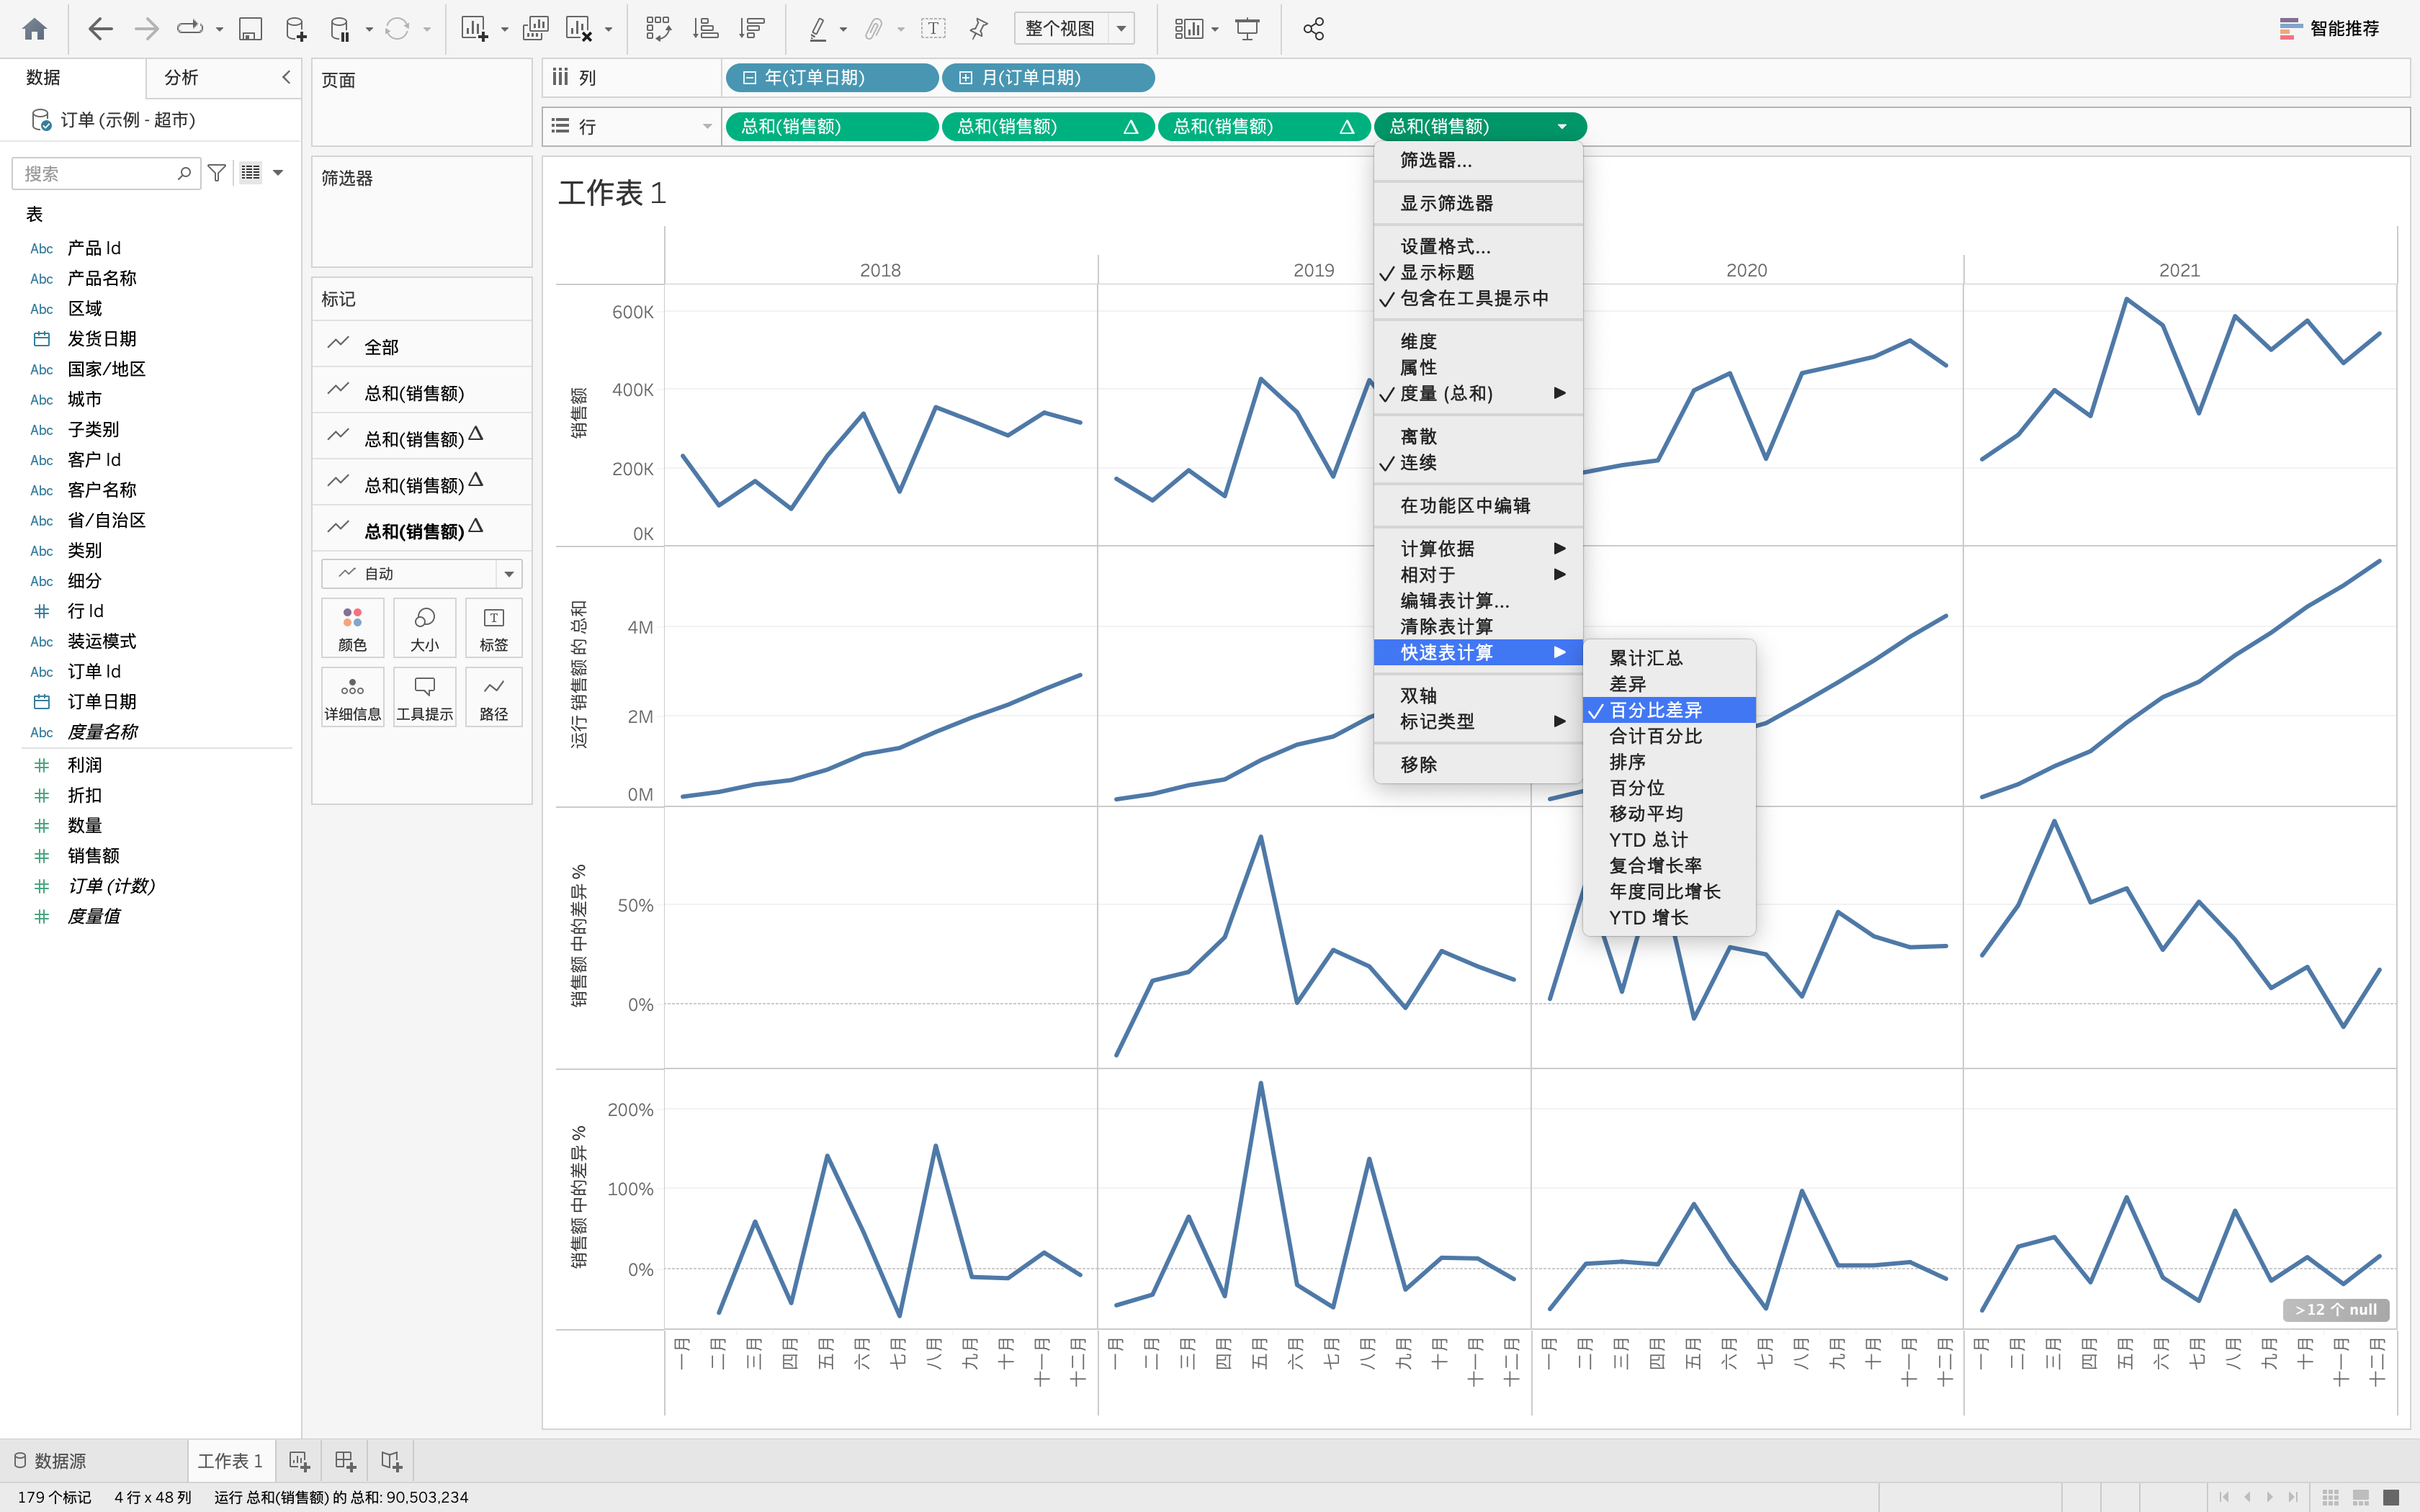 整个视图
智能推荐
数据
分析
订单 (示例 - 超市)
搜索
表
Abc 产品 Id
Abc 产品名称
Abc 区域
发货日期
Abc 国家/地区
Abc 城市
Abc 子类别
Abc 客户 Id
Abc 客户名称
Abc 省/自治区
Abc 类别
Abc 细分
行 Id
Abc 装运模式
Abc 订单 Id
订单日期
Abc 度量名称
利润
折扣
数量
销售额
订单 (计数)
度量值
页面
筛选器
标记
全部
总和(销售额)
总和(销售额)
总和(销售额)
总和(销售额)
自动
颜色
大小
标签
详细信息
工具提示
路径
列
年(订单日期)
月(订单日期)
行
总和(销售额)
总和(销售额)
总和(销售额)
总和(销售额)
工作表 1
2018
2019
2020
2021
销售额
600K
400K
200K
0K
运行 销售额 的 总和
4M
2M
0M
销售额 中的差异 %
50%
0%
销售额 中的差异 %
200%
100%
0%
>12 个 null
一月 二月 三月 四月 五月 六月 七月 八月 九月 十月 十一月 十二月
一月 二月 三月 四月 五月 六月 七月 八月 九月 十月 十一月 十二月
一月 二月 三月 四月 五月 六月 七月 八月 九月 十月 十一月 十二月
一月 二月 三月 四月 五月 六月 七月 八月 九月 十月 十一月 十二月
筛选器...
显示筛选器
设置格式...
显示标题
包含在工具提示中
维度
属性
度量 (总和)
离散
连续
在功能区中编辑
计算依据
相对于
编辑表计算...
清除表计算
快速表计算
双轴
标记类型
移除
累计汇总
差异
百分比差异
合计百分比
排序
百分位
移动平均
YTD 总计
复合增长率
年度同比增长
YTD 增长
数据源
工作表 1
179 个标记
4 行 x 48 列
运行 总和(销售额) 的 总和: 90,503,234